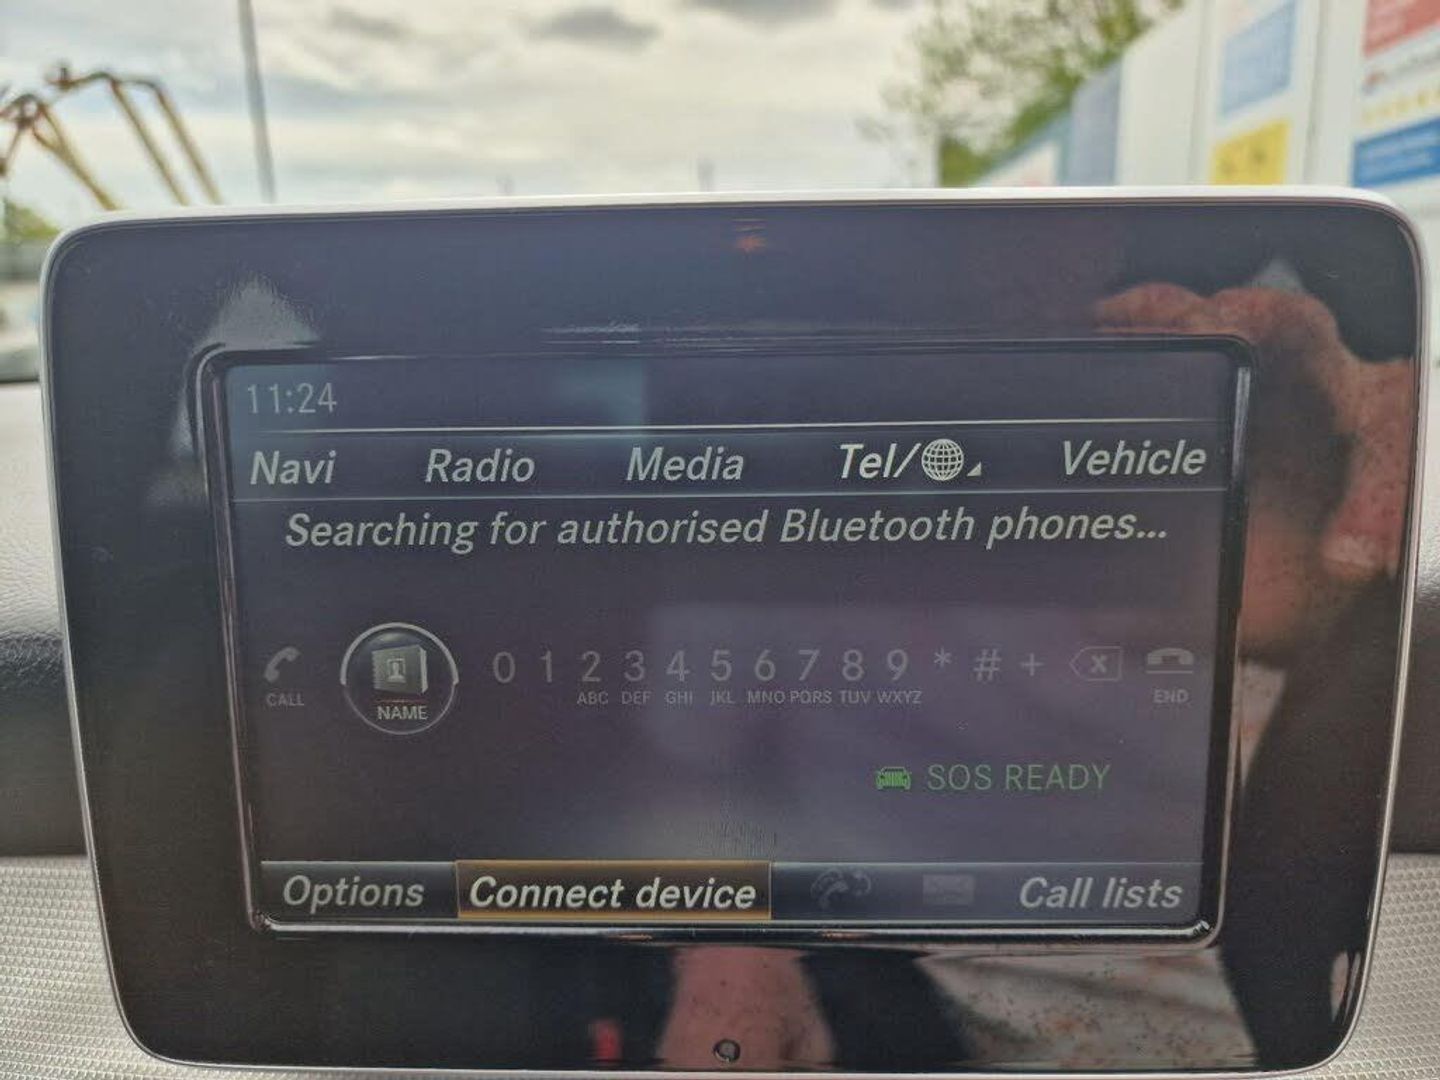 11:24
Navi Radio Media Tel/ Vehicle
Searching for authorised Bluetooth phones...
0 1 2 3 4 5 6 7 8 9 * # +
CALL NAME ABC DEF GHI JKL MNO PQRS TUV WXYZ END
SOS READY
Options Connect device Call lists